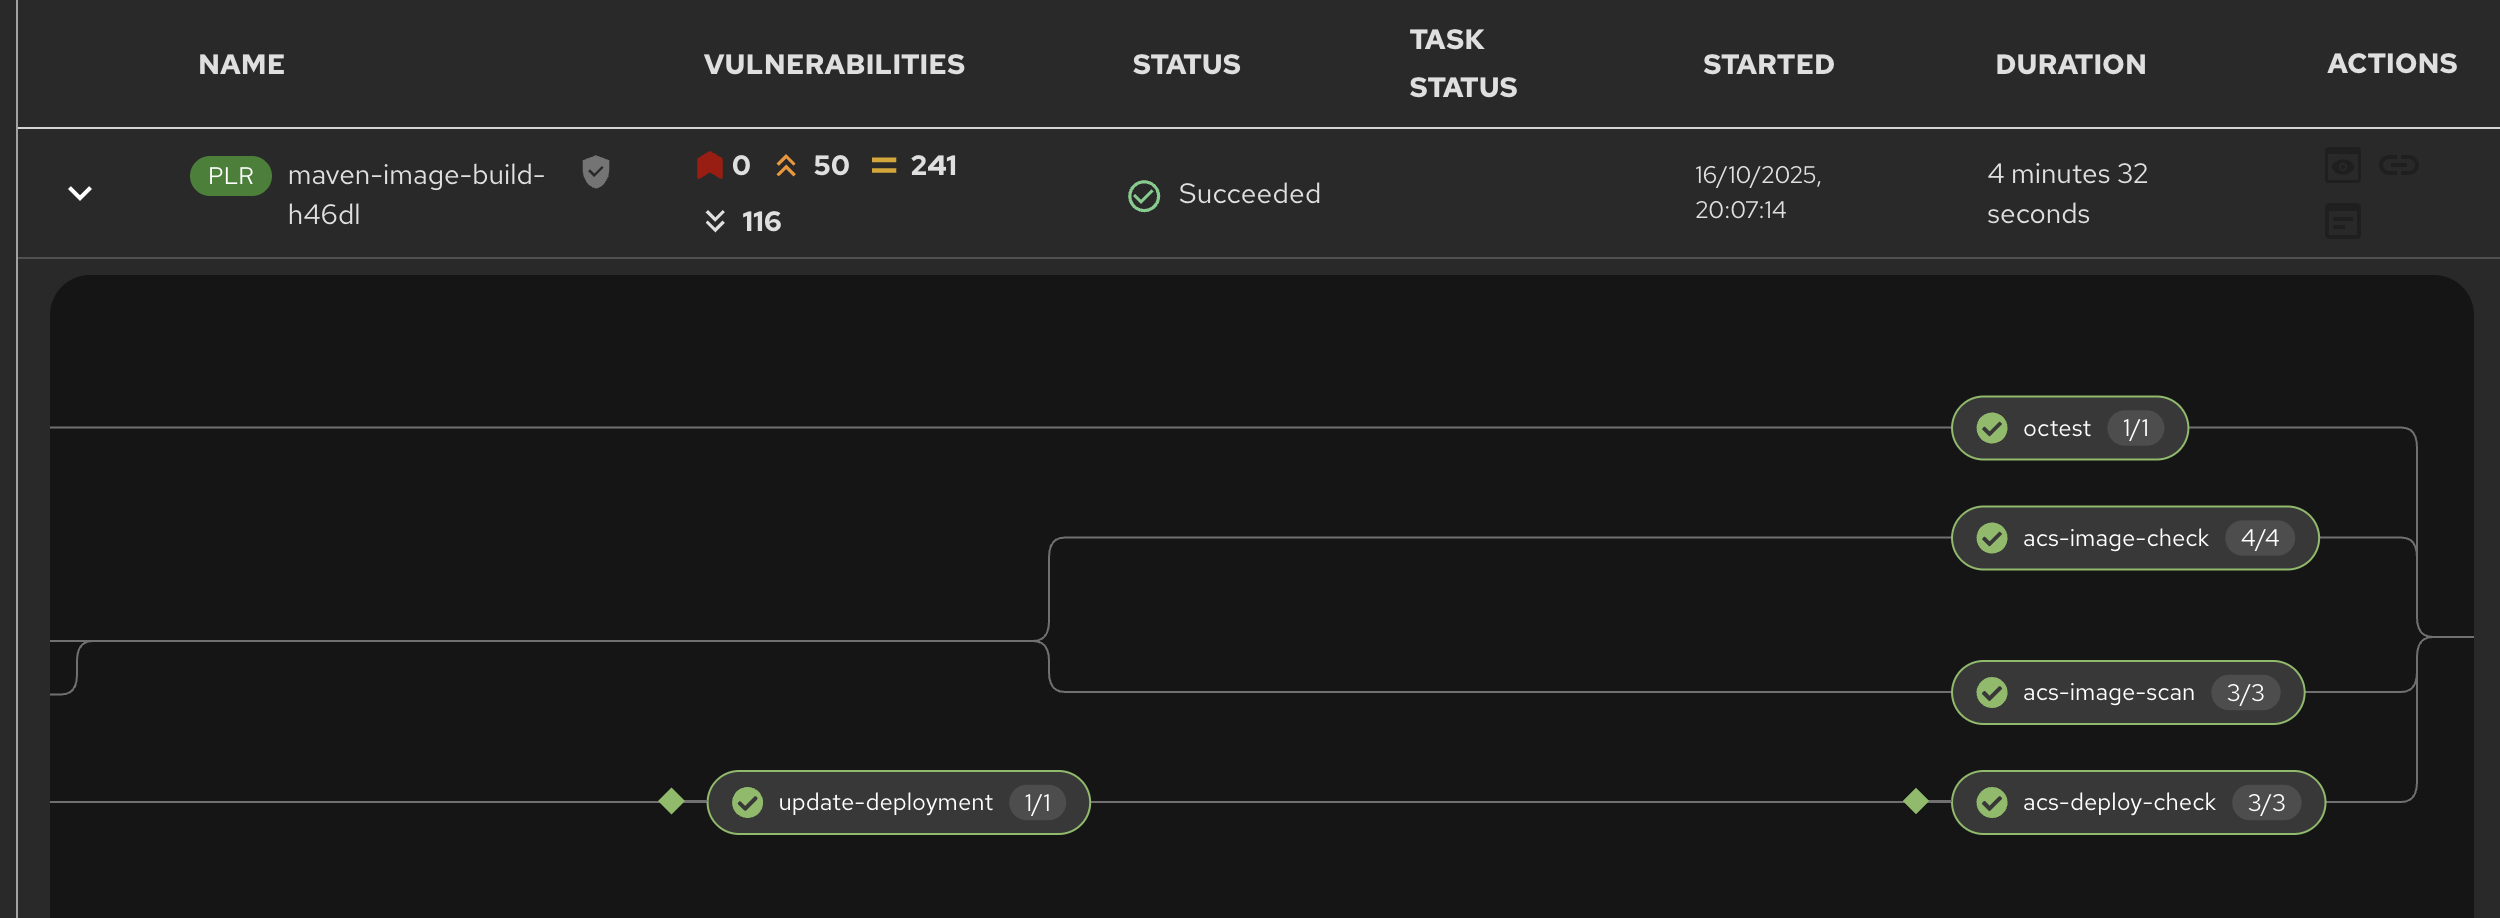 NAME
VULNERABILITIES
STATUS
TASK
STATUS
STARTED
DURATION
ACTIONS
PLR
maven-image-build-
h46dl
0 50 241
116
Succeeded
16/10/2025,
20:07:14
4 minutes 32
seconds
octest 1/1
acs-image-check 4/4
acs-image-scan 3/3
update-deployment 1/1
acs-deploy-check 3/3